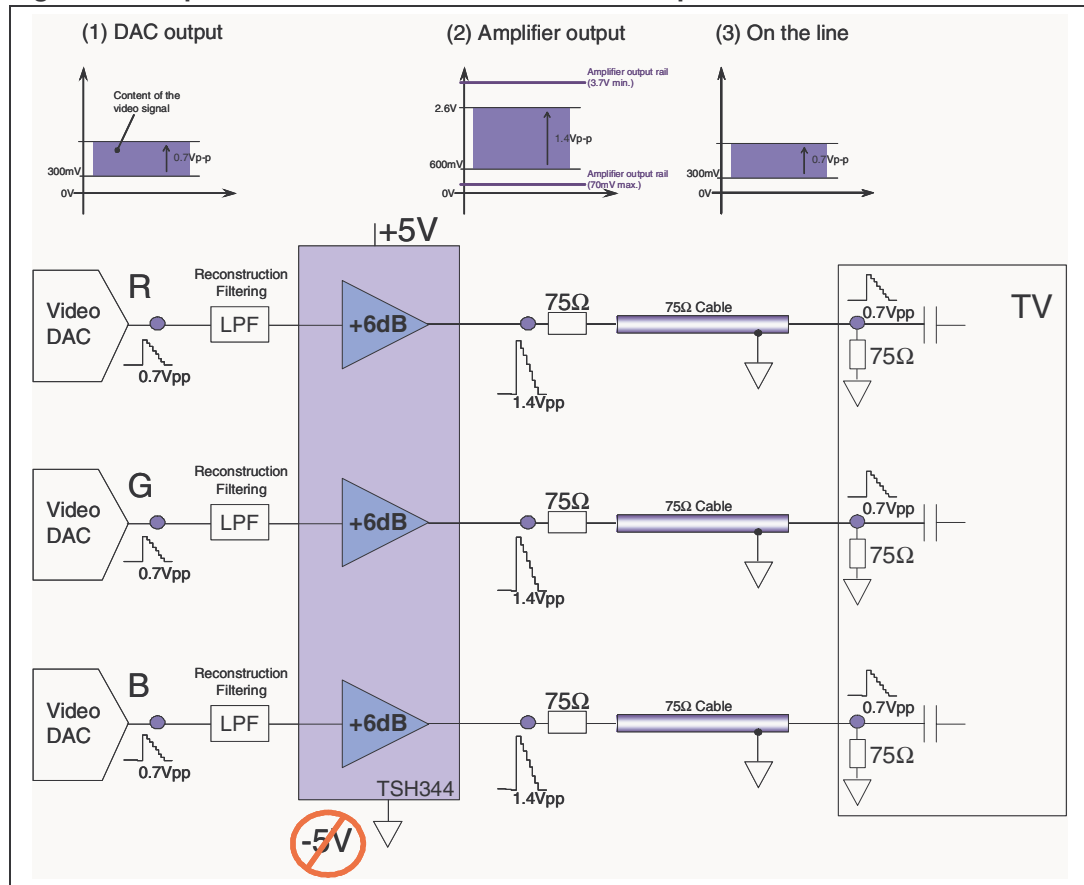 (1) DAC output
(2) Amplifier output
(3) On the line
Content of the
video signal
0.7Vp-p
300mV
0V
Amplifier output rail
(3.7V min.)
2.6V
1.4Vp-p
600mV
Amplifier output rail
(70mV max.)
0V
0.7Vp-p
300mV
0V
+5V
Video
DAC
R
0.7Vpp
Reconstruction
Filtering
LPF
+6dB
1.4Vpp
75Ω
75Ω Cable
0.7Vpp
75Ω
TV
Video
DAC
G
0.7Vpp
Reconstruction
Filtering
LPF
+6dB
1.4Vpp
75Ω
75Ω Cable
0.7Vpp
75Ω
Video
DAC
B
0.7Vpp
Reconstruction
Filtering
LPF
+6dB
1.4Vpp
75Ω
75Ω Cable
0.7Vpp
75Ω
TSH344
-5V